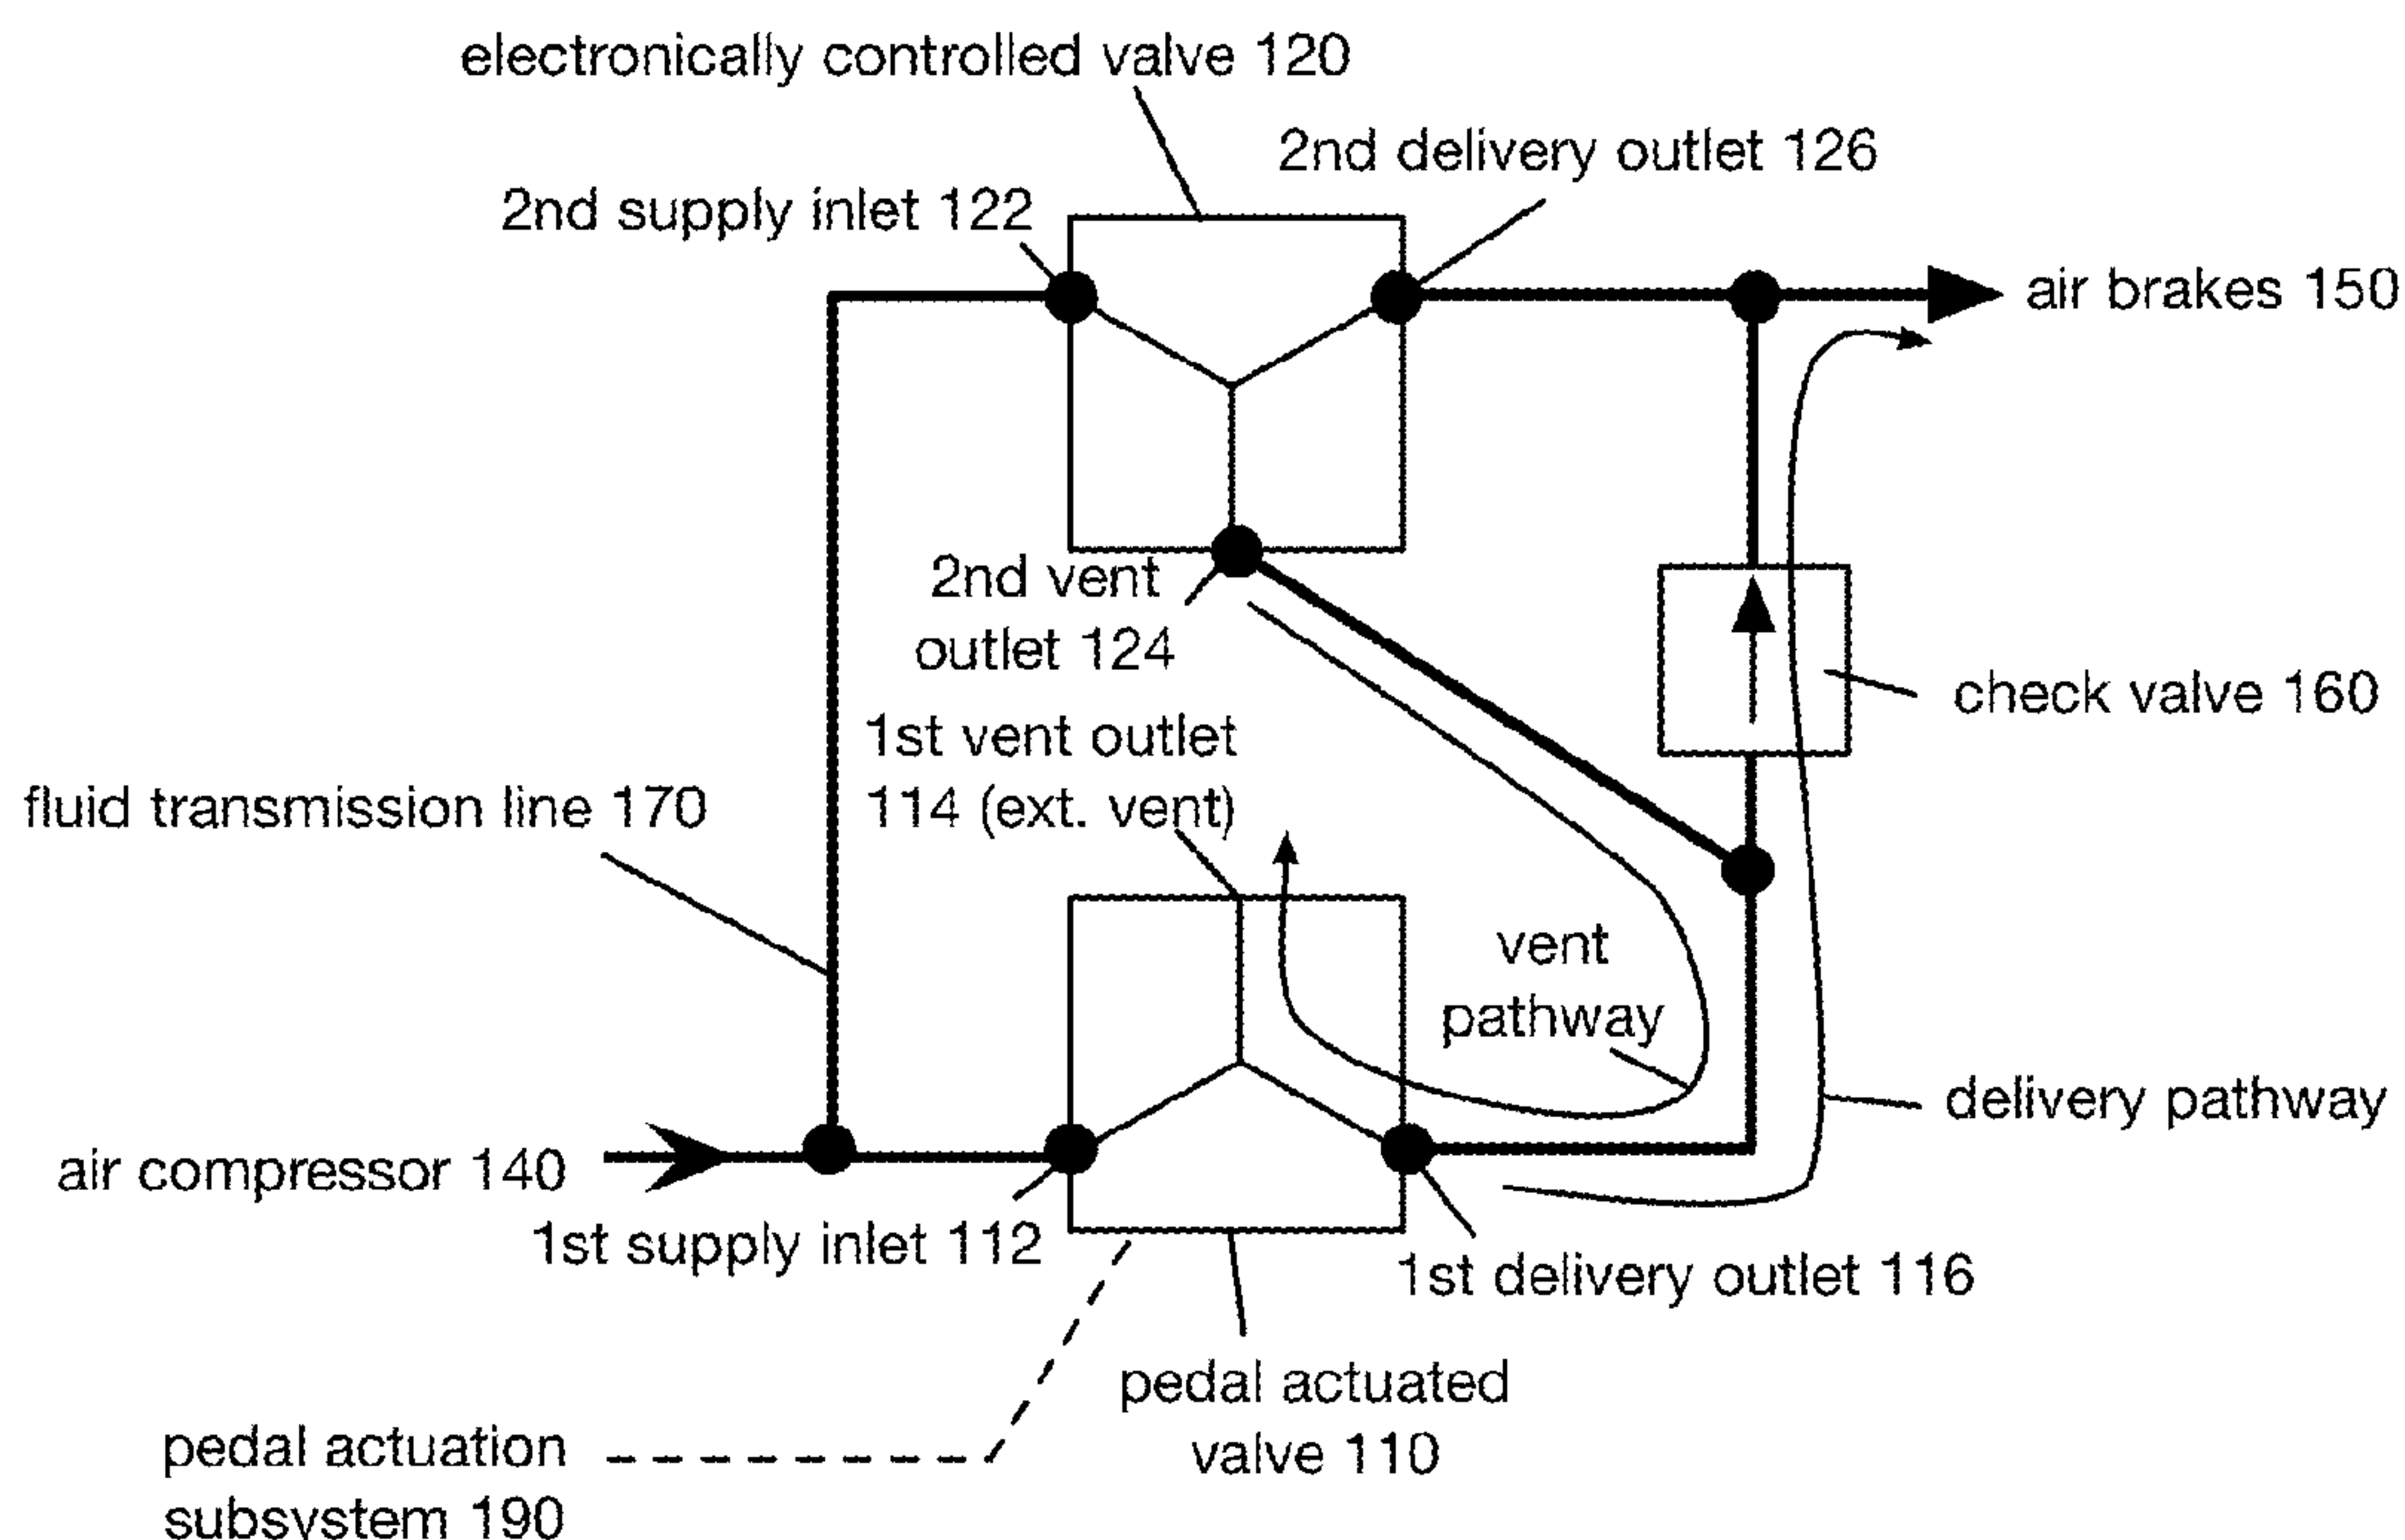 electronically controlled valve 120
2nd delivery outlet 126
2nd supply inlet 122
air brakes 150
2nd vent
outlet 124
check valve 160
1st vent outlet
114 (ext. vent)
fluid transmission line 170
vent
pathway
delivery pathway
air compressor 140
1st supply inlet 112
1st delivery outlet 116
pedal actuated
valve 110
pedal actuation
subsystem 190